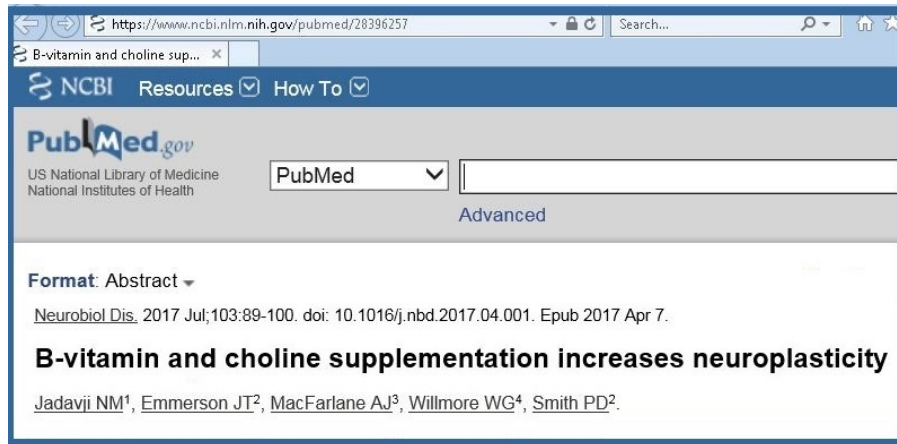 https://www.ncbi.nlm.nih.gov/pubmed/28396257 Search...
B-vitamin and choline sup... ×
NCBI Resources How To
PubMed.gov
US National Library of Medicine
National Institutes of Health
PubMed
Advanced
Format: Abstract
Neurobiol Dis. 2017 Jul;103:89-100. doi: 10.1016/j.nbd.2017.04.001. Epub 2017 Apr 7.
B-vitamin and choline supplementation increases neuroplasticity
Jadavji NM¹, Emmerson JT², MacFarlane AJ³, Willmore WG⁴, Smith PD².